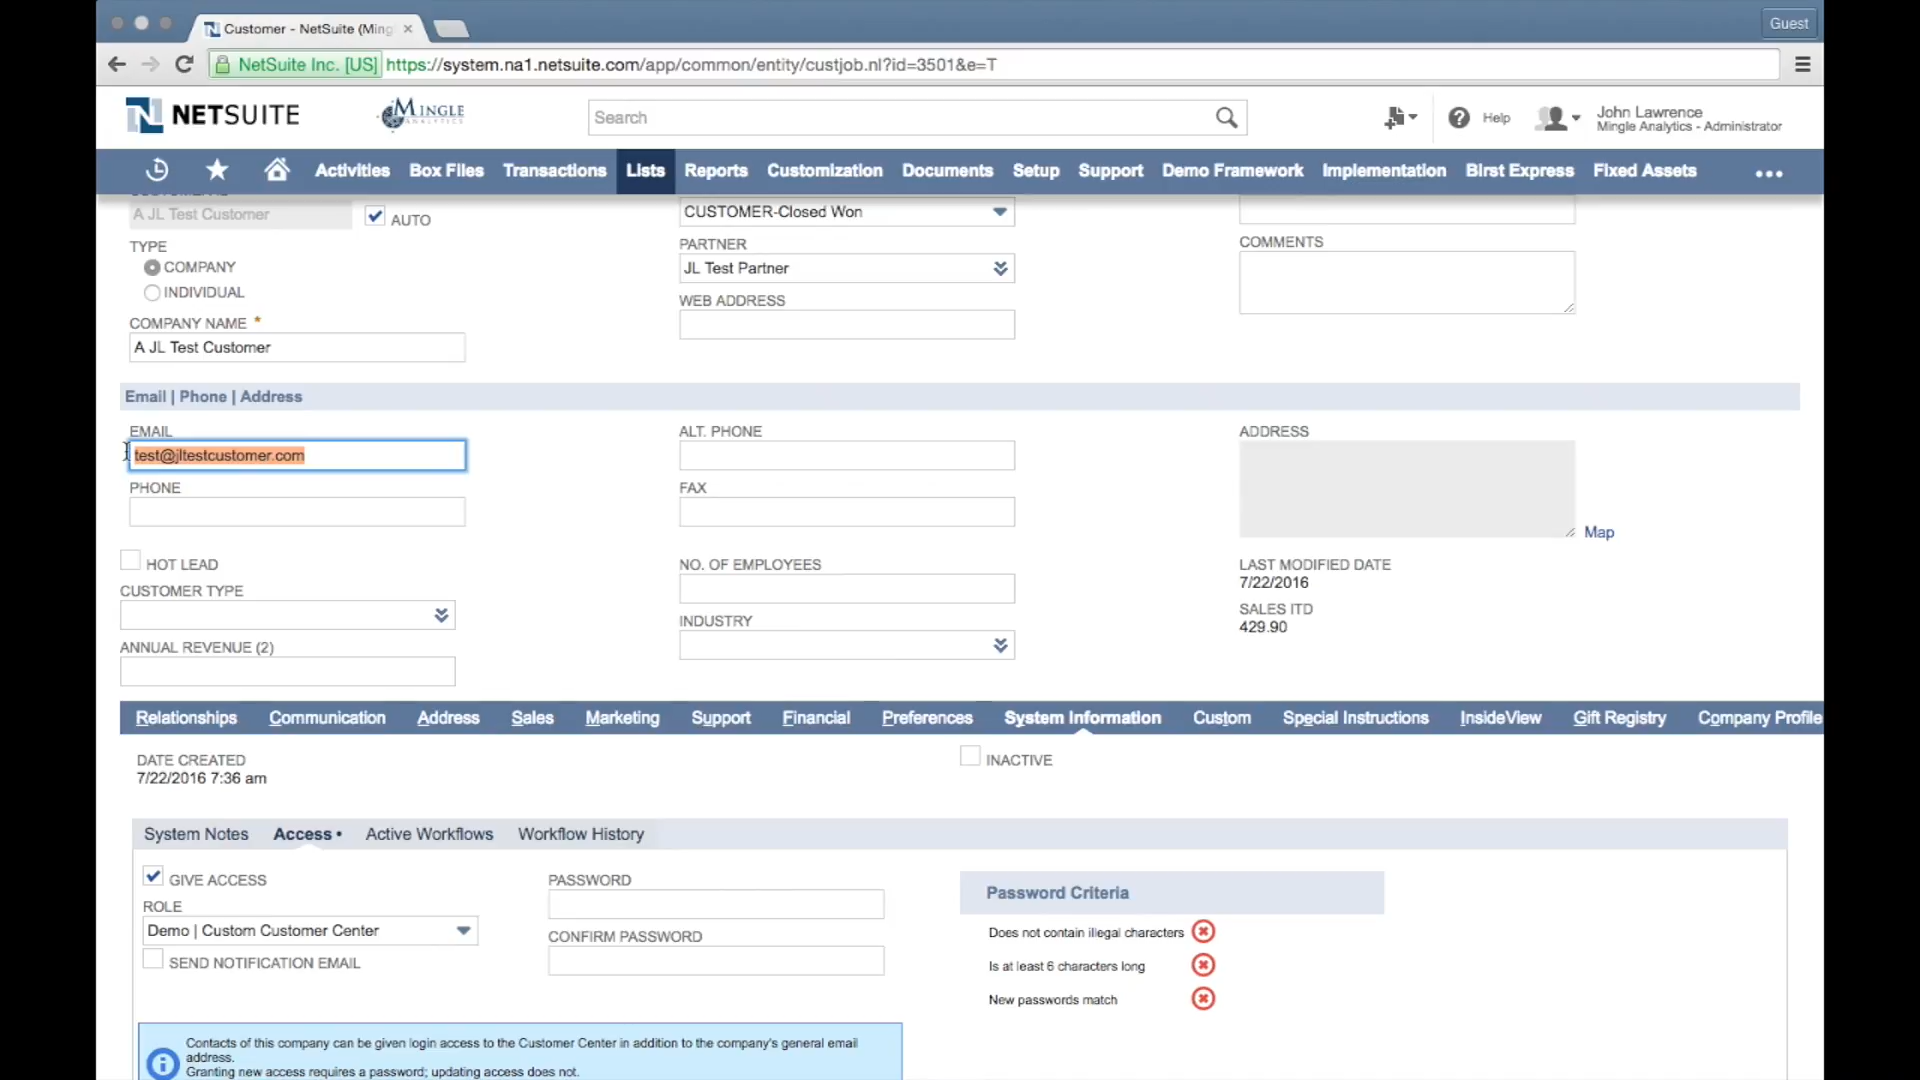 Customer - NetSuite (Ming
Guest
NetSuite Inc. [US] https://system.na1.netsuite.com/app/common/entity/custjob.nl?id=3501&e=T
NETSUITE
MINGLE
ANALYTICS
Search
Help
John Lawrence
Mingle Analytics - Administrator
Activities Box Files Transactions Lists Reports Customization Documents Setup Support Demo Framework Implementation Birst Express Fixed Assets
A JL Test Customer
AUTO
CUSTOMER-Closed Won
TYPE
COMPANY
INDIVIDUAL
PARTNER
JL Test Partner
COMMENTS
WEB ADDRESS
COMPANY NAME *
A JL Test Customer
Email | Phone | Address
EMAIL
test@jltestcustomer.com
ALT. PHONE
ADDRESS
PHONE
FAX
Map
HOT LEAD
NO. OF EMPLOYEES
LAST MODIFIED DATE
7/22/2016
CUSTOMER TYPE
SALES ITD
429.90
INDUSTRY
ANNUAL REVENUE (2)
Relationships Communication Address Sales Marketing Support Financial Preferences System Information Custom Special Instructions InsideView Gift Registry Company Profile
DATE CREATED
7/22/2016 7:36 am
INACTIVE
System Notes Access • Active Workflows Workflow History
GIVE ACCESS
ROLE
Demo | Custom Customer Center
SEND NOTIFICATION EMAIL
PASSWORD
CONFIRM PASSWORD
Password Criteria
Does not contain illegal characters
Is at least 6 characters long
New passwords match
Contacts of this company can be given login access to the Customer Center in addition to the company's general email
address.
Granting new access requires a password; updating access does not.